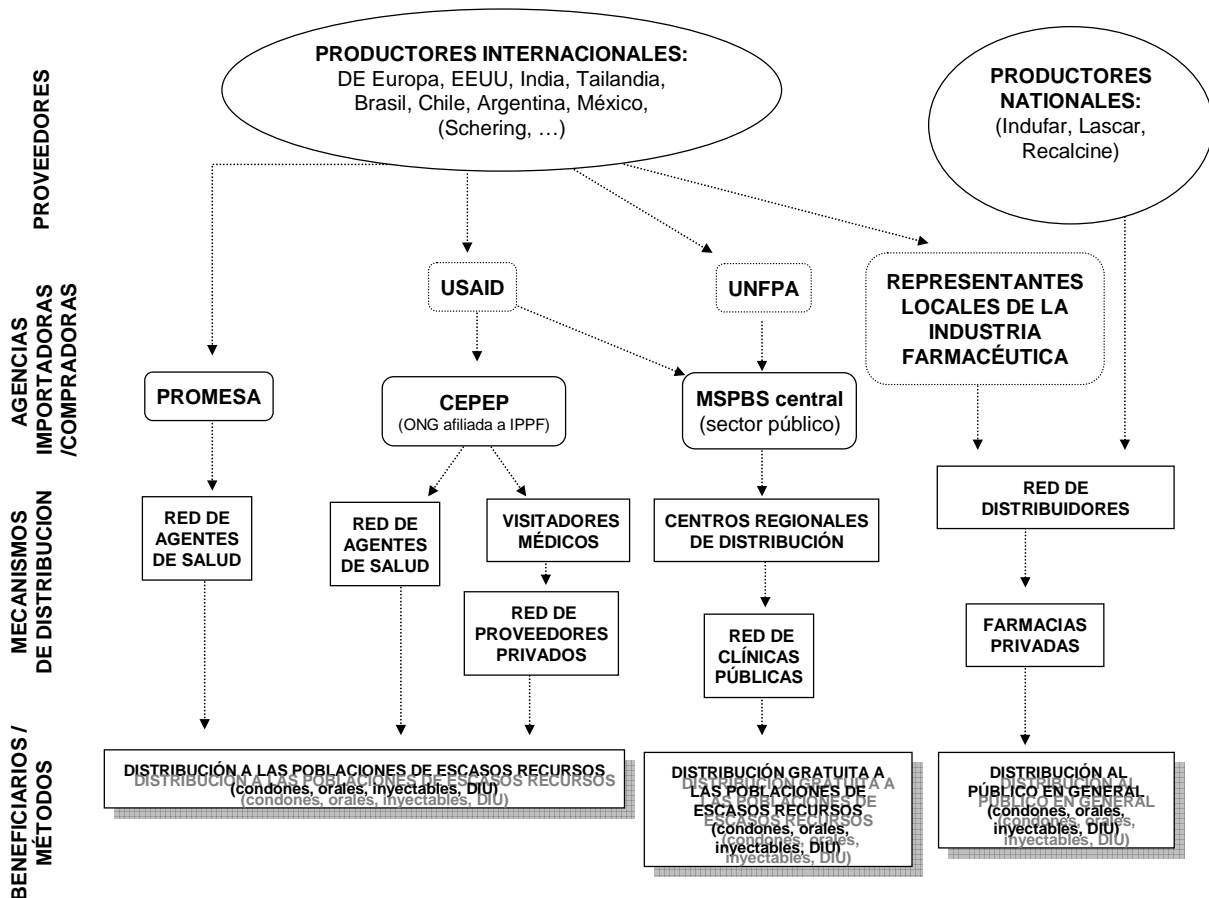 PROVEEDORES
PRODUCTORES INTERNACIONALES:
DE Europa, EEUU, India, Tailandia,
Brasil, Chile, Argentina, México,
(Schering, …)
PRODUCTORES
NATIONALES:
(Indufar, Lascar,
Recalcine)
AGENCIAS
IMPORTADORAS
/COMPRADORAS
USAID
UNFPA
REPRESENTANTES
LOCALES DE LA
INDUSTRIA
FARMACÉUTICA
PROMESA
CEPEP
(ONG afiliada a IPPF)
MSPBS central
(sector público)
MECANISMOS
DE DISTRIBUCION
RED DE
AGENTES
DE SALUD
RED DE
AGENTES
DE SALUD
VISITADORES
MÉDICOS
CENTROS REGIONALES
DE DISTRIBUCIÓN
RED DE
DISTRIBUIDORES
RED DE
PROVEEDORES
PRIVADOS
RED DE
CLÍNICAS
PÚBLICAS
FARMACIAS
PRIVADAS
BENEFICIARIOS /
MÉTODOS
DISTRIBUCIÓN A LAS POBLACIONES DE ESCASOS RECURSOS
(condones, orales, inyectables, DIU)
DISTRIBUCIÓN GRATUITA A
LAS POBLACIONES DE
ESCASOS RECURSOS
(condones, orales,
inyectables, DIU)
DISTRIBUCIÓN AL
PÚBLICO EN GENERAL
(condones, orales,
inyectables, DIU)